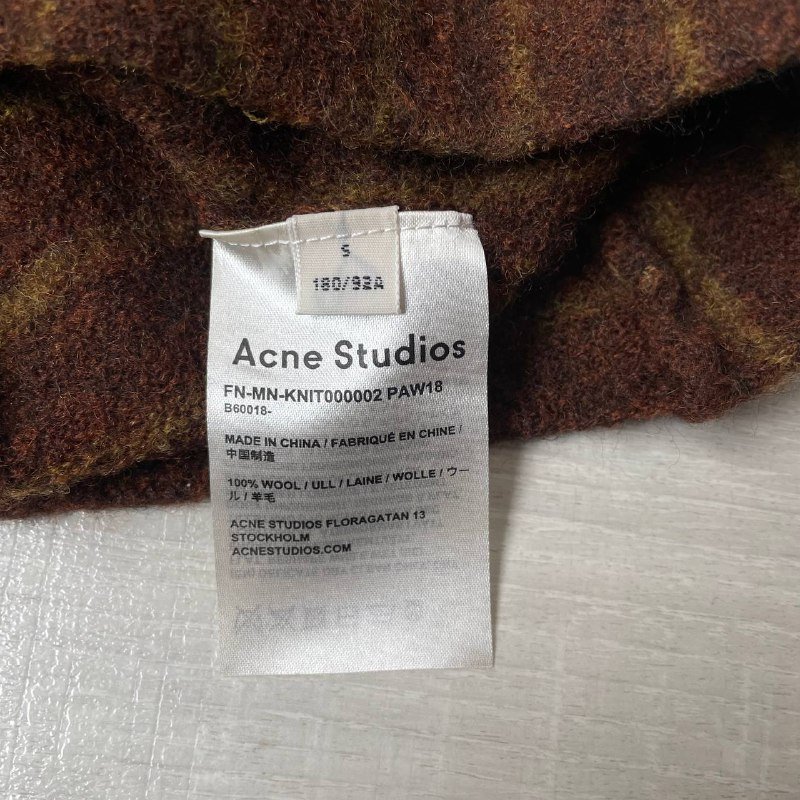 S
180/92A
Acne Studios
FN-MN-KNIT000002 PAW18
B60018-
MADE IN CHINA / FABRIQUÉ EN CHINE /
中国制造
100% WOOL / ULL / LAINE / WOLLE / ウー
ル / 羊毛
ACNE STUDIOS FLORAGATAN 13
STOCKHOLM
ACNESTUDIOS.COM